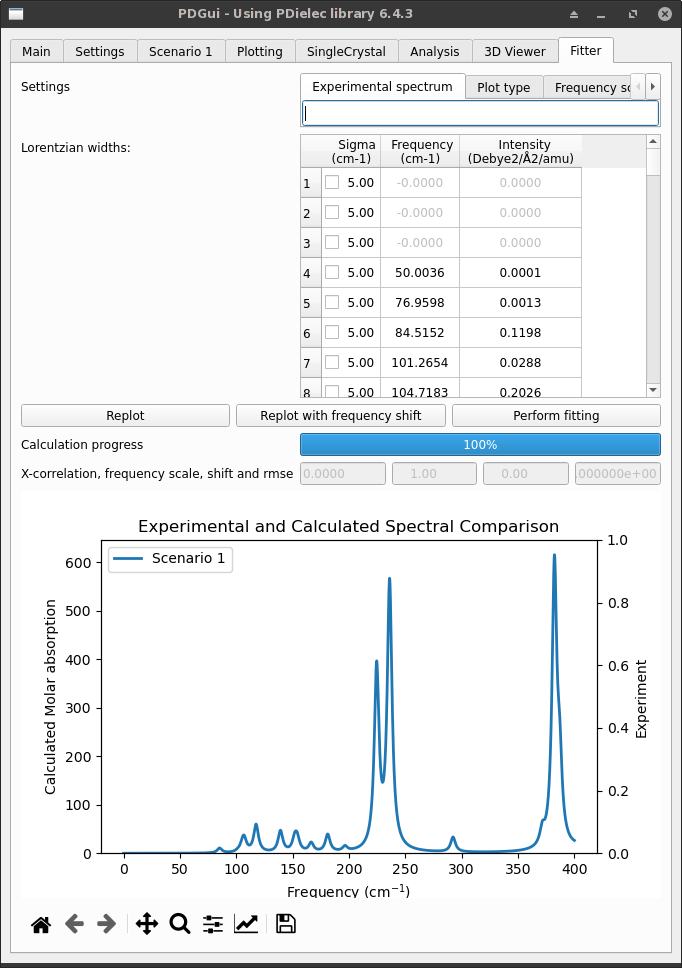 PDGui - Using PDielec library 6.4.3
Main Settings Scenario 1 Plotting SingleCrystal Analysis 3D Viewer Fitter
Settings
Experimental spectrum Plot type Frequency sc
Lorentzian widths:
Sigma Frequency Intensity
(cm-1) (cm-1) (Debye2/Å2/amu)
1 5.00 -0.0000 0.0000
2 5.00 -0.0000 0.0000
3 5.00 -0.0000 0.0000
4 5.00 50.0036 0.0001
5 5.00 76.9598 0.0013
6 5.00 84.5152 0.1198
7 5.00 101.2654 0.0288
8 5.00 104.7183 0.2026
Replot Replot with frequency shift Perform fitting
Calculation progress 100%
X-correlation, frequency scale, shift and rmse 0.0000 1.00 0.00 .000000e+00
Experimental and Calculated Spectral Comparison
Scenario 1
Calculated Molar absorption
600
500
400
300
200
100
0
1.0
0.8
0.6
0.4
0.2
0.0
Experiment
0 50 100 150 200 250 300 350 400
Frequency (cm⁻¹)